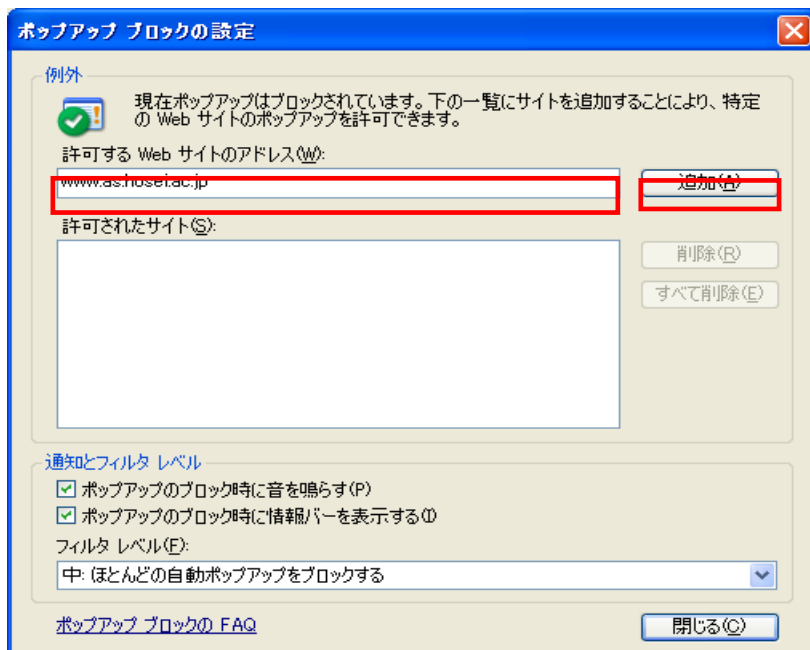 ポップアップ ブロックの設定
例外
現在ポップアップはブロックされています。下の一覧にサイトを追加することにより、特定
の Web サイトのポップアップを許可できます。
許可する Web サイトのアドレス(W):
www.as.hosei.ac.jp
追加(A)
許可されたサイト(S):
削除(R)
すべて削除(E)
通知とフィルタ レベル
ポップアップのブロック時に音を鳴らす(P)
ポップアップのブロック時に情報バーを表示する(I)
フィルタ レベル(F):
中: ほとんどの自動ポップアップをブロックする
ポップアップ ブロックの FAQ
閉じる(C)